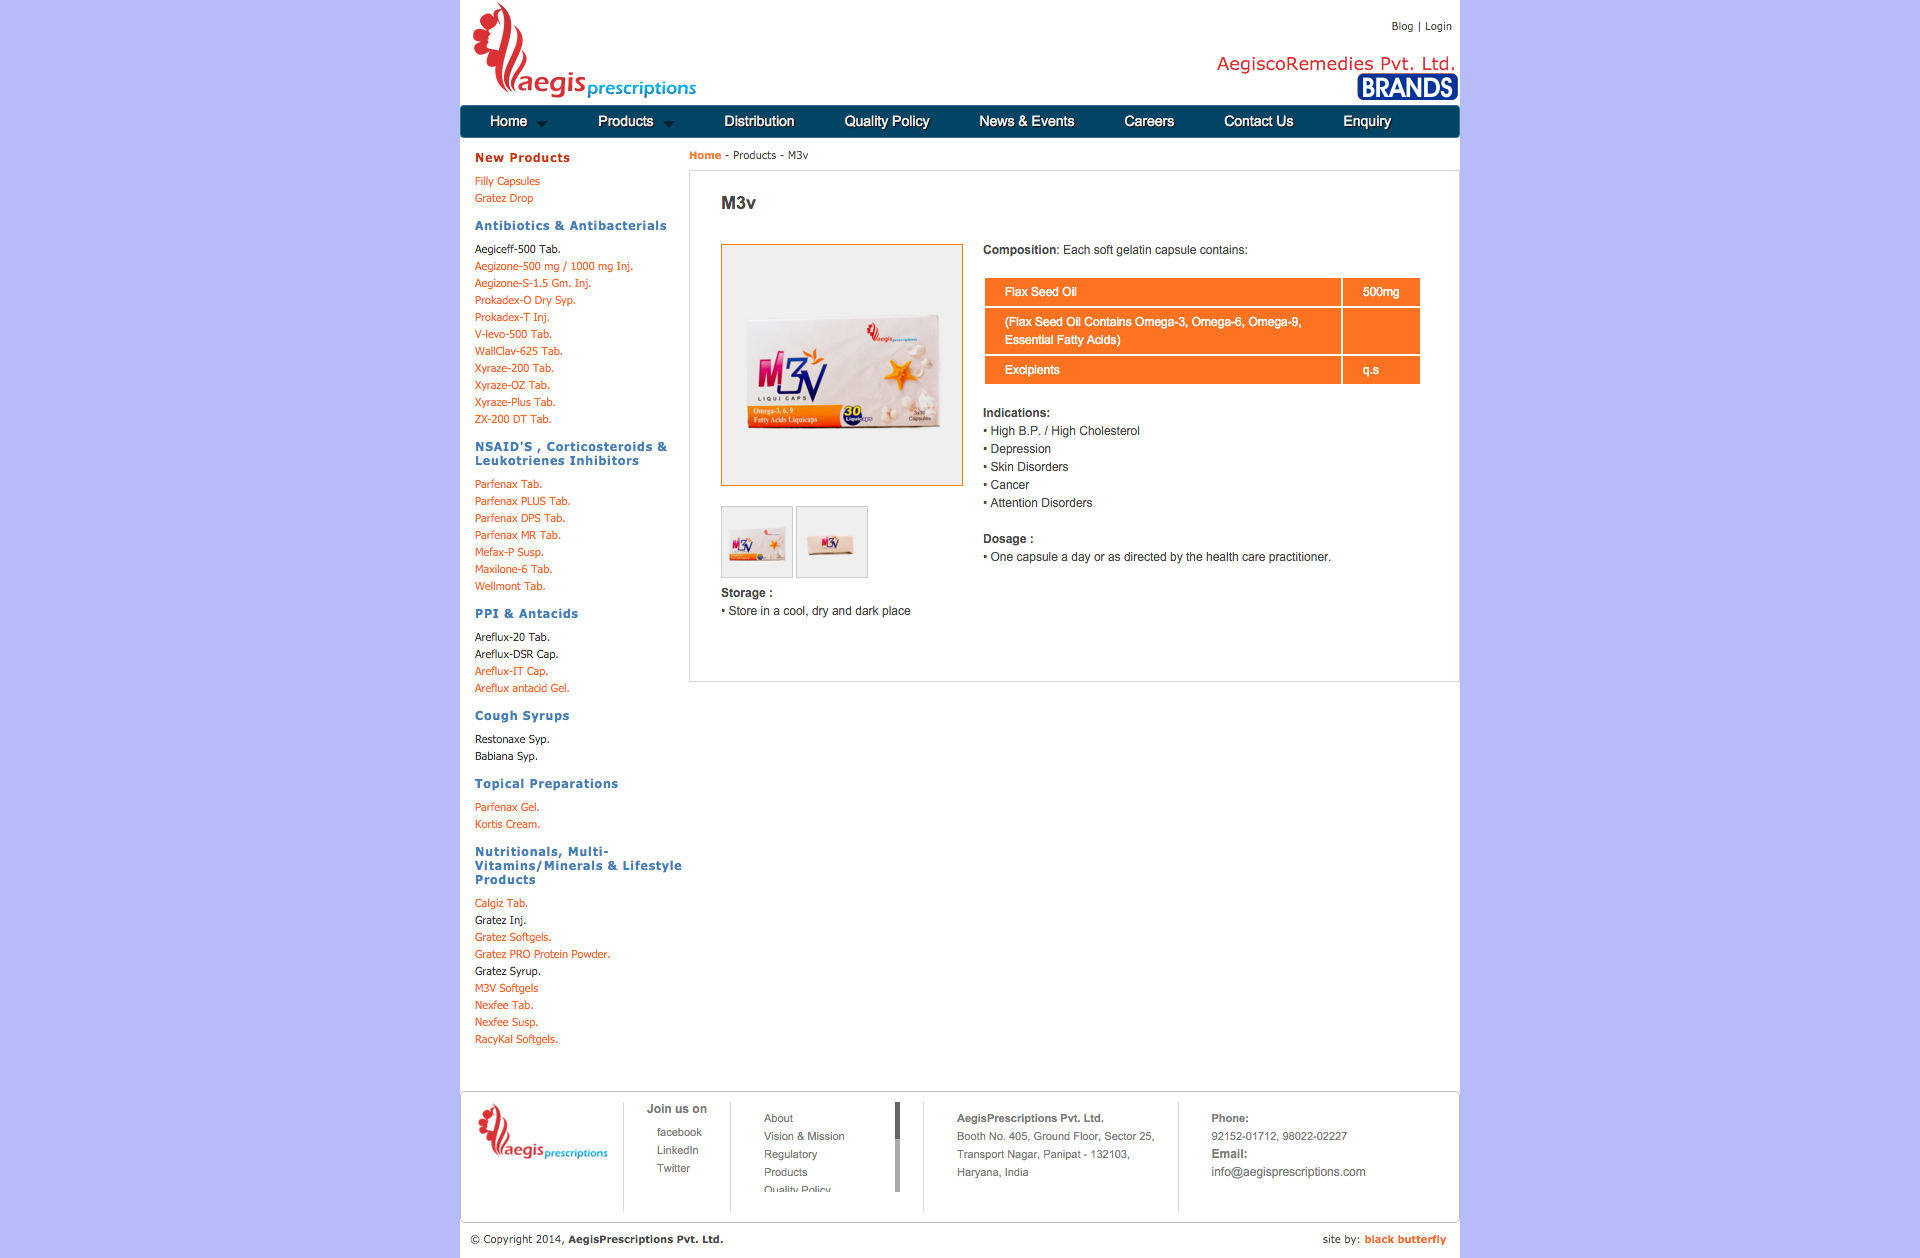 aegisprescriptions
Blog | Login
AegiscoRemedies Pvt. Ltd.
BRANDS
Home Products Distribution Quality Policy News & Events Careers Contact Us Enquiry
New Products
Filly Capsules
Gratez Drop
Antibiotics & Antibacterials
Aegiceff-500 Tab.
Aegizone-500 mg / 1000 mg Inj.
Aegizone-S-1.5 Gm. Inj.
Prokadex-O Dry Syp.
Prokadex-T Inj.
V-levo-500 Tab.
WallClav-625 Tab.
Xyraze-200 Tab.
Xyraze-OZ Tab.
Xyraze-Plus Tab.
ZX-200 DT Tab.
NSAID'S , Corticosteroids &
Leukotrienes Inhibitors
Parfenax Tab.
Parfenax PLUS Tab.
Parfenax DPS Tab.
Parfenax MR Tab.
Mefax-P Susp.
Maxilone-6 Tab.
Wellmont Tab.
PPI & Antacids
Areflux-20 Tab.
Areflux-DSR Cap.
Areflux-IT Cap.
Areflux antacid Gel.
Cough Syrups
Restonaxe Syp.
Babiana Syp.
Topical Preparations
Parfenax Gel.
Kortis Cream.
Nutritionals, Multi-
Vitamins/Minerals & Lifestyle
Products
Calgiz Tab.
Gratez Inj.
Gratez Softgels.
Gratez PRO Protein Powder.
Gratez Syrup.
M3V Softgels
Nexfee Tab.
Nexfee Susp.
RacyKal Softgels.
Home - Products - M3v
M3v
aegisprescriptions
M3V
LIQUI CAPS
Omega-3, 6, 9
Fatty Acids Liquicaps
30
Liquicaps
Capsules
M3V
M3V
Storage :
• Store in a cool, dry and dark place
Composition: Each soft gelatin capsule contains:
Flax Seed Oil 500mg
(Flax Seed Oil Contains Omega-3, Omega-6, Omega-9,
Essential Fatty Acids)
Excipients q.s
Indications:
• High B.P. / High Cholesterol
• Depression
• Skin Disorders
• Cancer
• Attention Disorders
Dosage :
• One capsule a day or as directed by the health care practitioner.
aegisprescriptions
Join us on
facebook
LinkedIn
Twitter
About
Vision & Mission
Regulatory
Products
Quality Policy
AegisPrescriptions Pvt. Ltd.
Booth No. 405, Ground Floor, Sector 25,
Transport Nagar, Panipat - 132103,
Haryana, India
Phone:
92152-01712, 98022-02227
Email:
info@aegisprescriptions.com
© Copyright 2014, AegisPrescriptions Pvt. Ltd.
site by: black butterfly